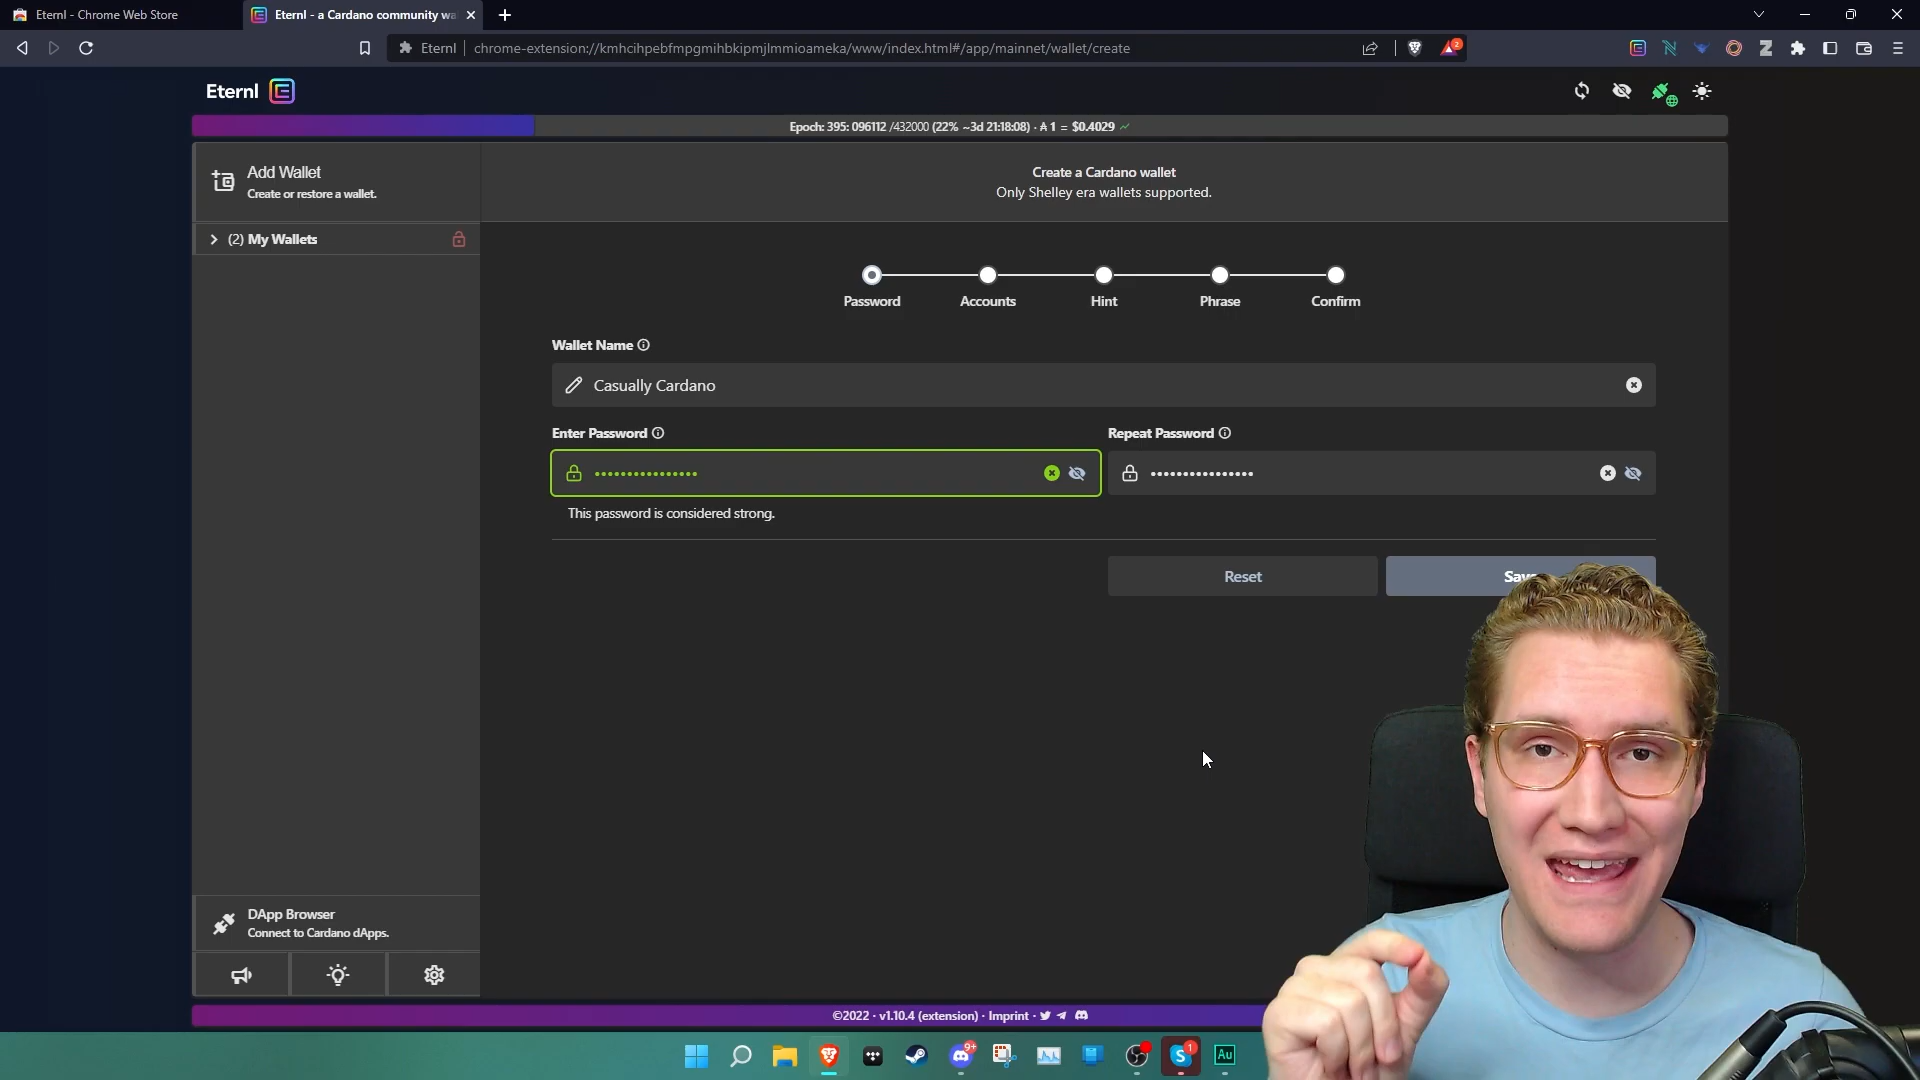 Eternl - Chrome Web Store
Eternl - a Cardano community wa
Eternl
chrome-extension://kmhcihpebfmpgmihbkipmjlmmioameka/www/index.html#/app/mainnet/wallet/create
2
Eternl
Epoch: 395: 096112 /432000 (22% ~3d 21:18:08) · ₳ 1 = $0.4029
Add Wallet
Create or restore a wallet.
Create a Cardano wallet
Only Shelley era wallets supported.
(2) My Wallets
Password
Accounts
Hint
Phrase
Confirm
Wallet Name
Casually Cardano
Enter Password
Repeat Password
••••••••••••••••
••••••••••••••••
This password is considered strong.
Reset
DApp Browser
Connect to Cardano dApps.
©2022 · v1.10.4 (extension) · Imprint ·
9+
S
1
Au